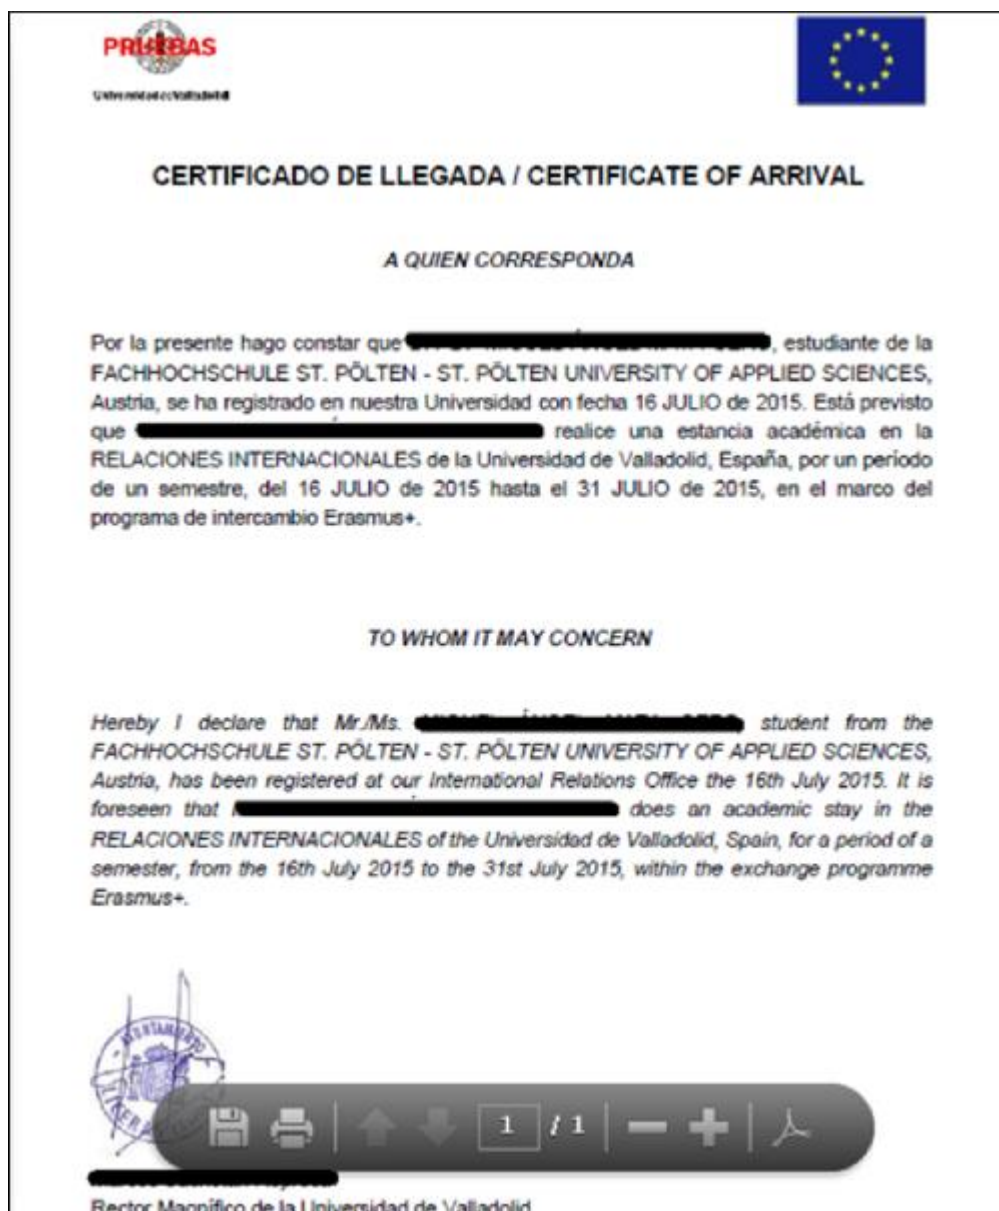 PRUEBAS
Universidad de Valladolid
CERTIFICADO DE LLEGADA / CERTIFICATE OF ARRIVAL
A QUIEN CORRESPONDA
Por la presente hago constar que , estudiante de la
FACHHOCHSCHULE ST. PÖLTEN - ST. PÖLTEN UNIVERSITY OF APPLIED SCIENCES,
Austria, se ha registrado en nuestra Universidad con fecha 16 JULIO de 2015. Está previsto
que realice una estancia académica en la
RELACIONES INTERNACIONALES de la Universidad de Valladolid, España, por un período
de un semestre, del 16 JULIO de 2015 hasta el 31 JULIO de 2015, en el marco del
programa de intercambio Erasmus+.
TO WHOM IT MAY CONCERN
Hereby I declare that Mr./Ms. student from the
FACHHOCHSCHULE ST. PÖLTEN - ST. PÖLTEN UNIVERSITY OF APPLIED SCIENCES,
Austria, has been registered at our International Relations Office the 16th July 2015. It is
foreseen that does an academic stay in the
RELACIONES INTERNACIONALES of the Universidad de Valladolid, Spain, for a period of a
semester, from the 16th July 2015 to the 31st July 2015, within the exchange programme
Erasmus+.
AYUNTAMIENTO
1 / 1
Rector Magnífico de la Universidad de Valladolid